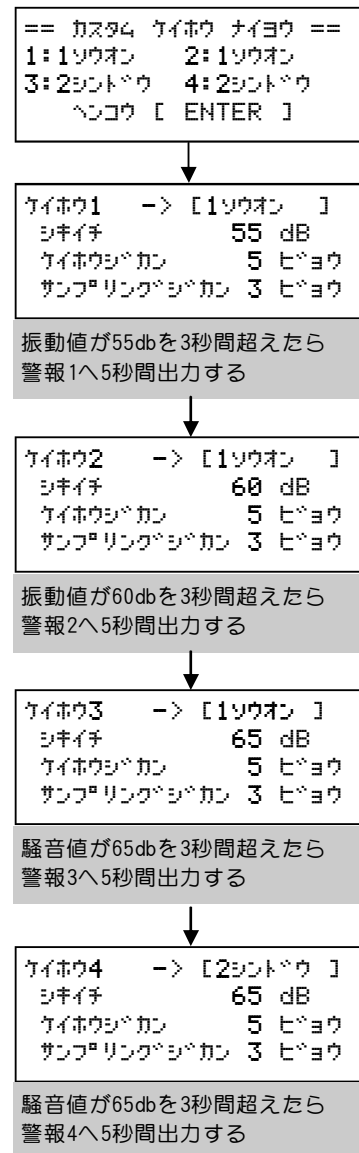 == カスタム ケイホウ ナイヨウ ==
1:1ソウオン 2:1ソウオン
3:2シンドウ 4:2シンドウ
ヘンコウ [ ENTER ]
ケイホウ1 -> [1ソウオン ]
シキイチ 55 dB
ケイホウジカン 5 ビョウ
サンプリングジカン 3 ビョウ
振動値が55dbを3秒間超えたら
警報1へ5秒間出力する
ケイホウ2 -> [1ソウオン ]
シキイチ 60 dB
ケイホウジカン 5 ビョウ
サンプリングジカン 3 ビョウ
振動値が60dbを3秒間超えたら
警報2へ5秒間出力する
ケイホウ3 -> [1ソウオン ]
シキイチ 65 dB
ケイホウジカン 5 ビョウ
サンプリングジカン 3 ビョウ
騒音値が65dbを3秒間超えたら
警報3へ5秒間出力する
ケイホウ4 -> [2シンドウ ]
シキイチ 65 dB
ケイホウジカン 5 ビョウ
サンプリングジカン 3 ビョウ
騒音値が65dbを3秒間超えたら
警報4へ5秒間出力する